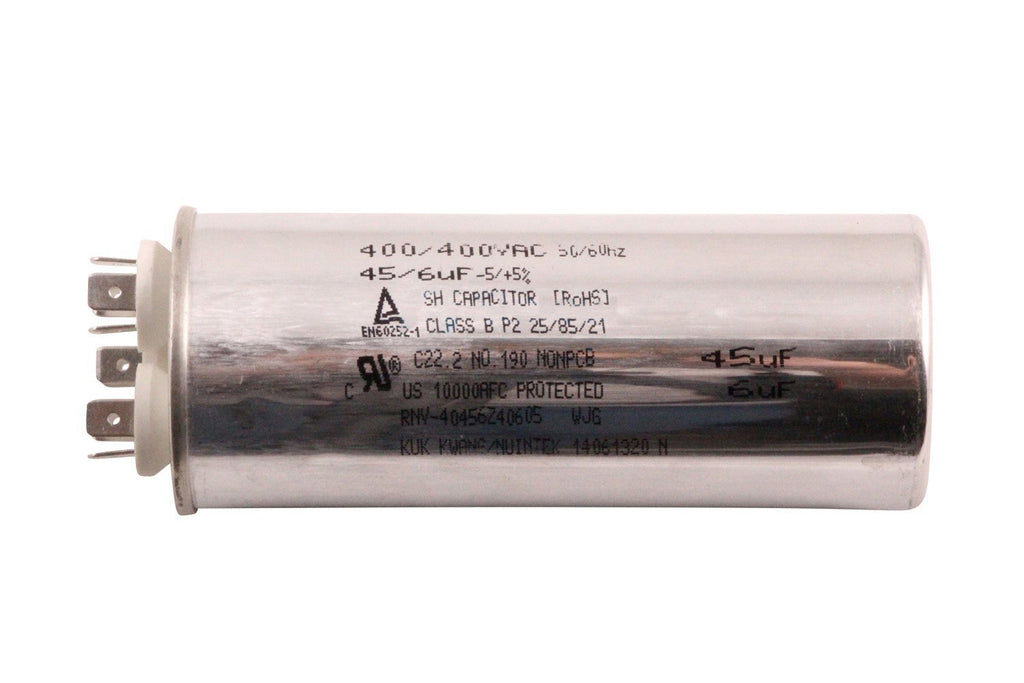 400/400VAC 50/60Hz
45/6uF -5/+5%
SH CAPACITOR [RoHS]
EN60252-1 CLASS B P2 25/85/21
C22.2 NO.190 NONPCB
C RU® US 10000AFC PROTECTED
RNV-40456Z40605 WJG
KUK KWANG/NUINTEK 14061320 N
45uF
6uF